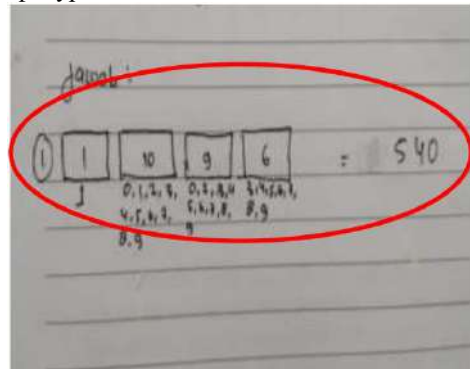 Jawab :
① 1 10 9 6 = 540
1 0,1,2,3, 0,2,3,4 3,4,5,6,7,
4,5,6,7, 5,6,7,8, 8,9
8,9 9